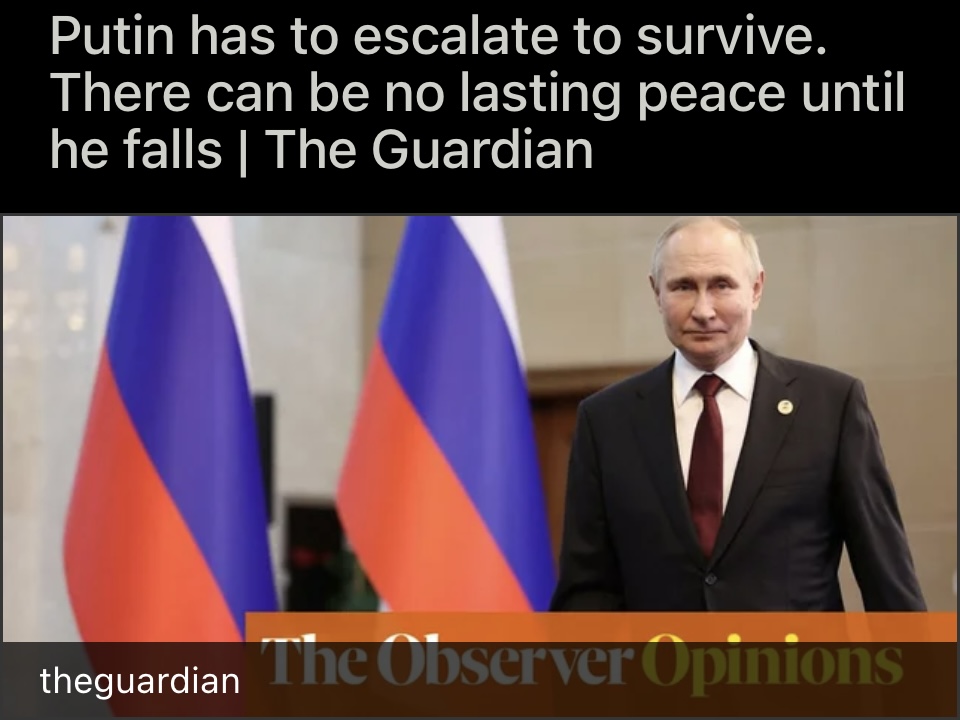 Putin has to escalate to survive.
There can be no lasting peace until
he falls | The Guardian
The Observer Opinions
theguardian